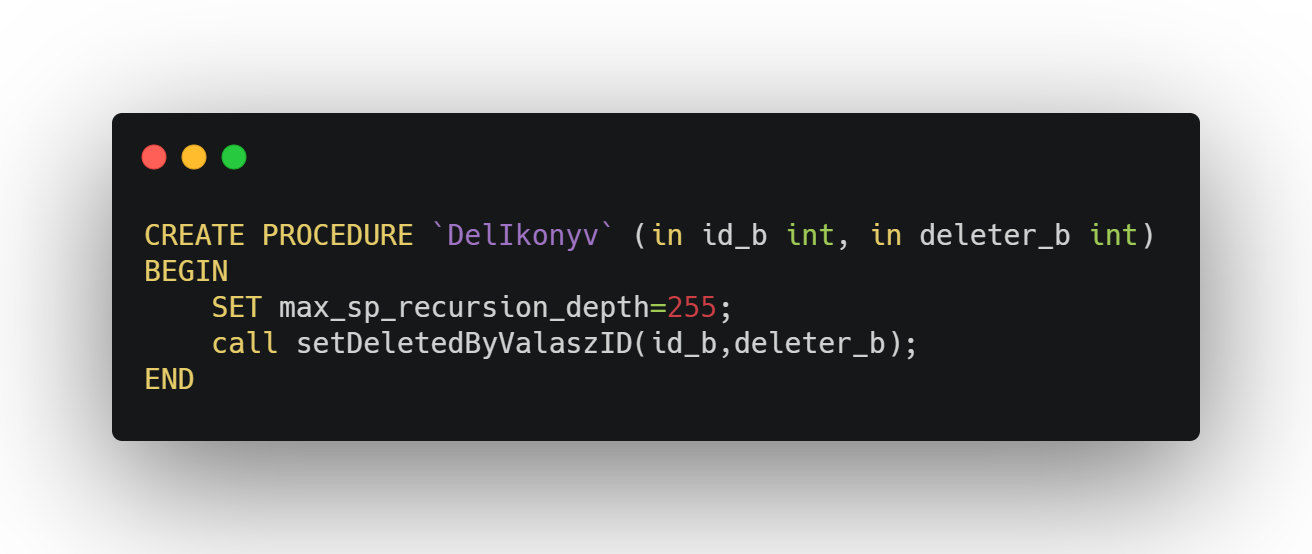 CREATE PROCEDURE `DelIkonyv` (in id_b int, in deleter_b int)
BEGIN
    SET max_sp_recursion_depth=255;
    call setDeletedByValaszID(id_b,deleter_b);
END